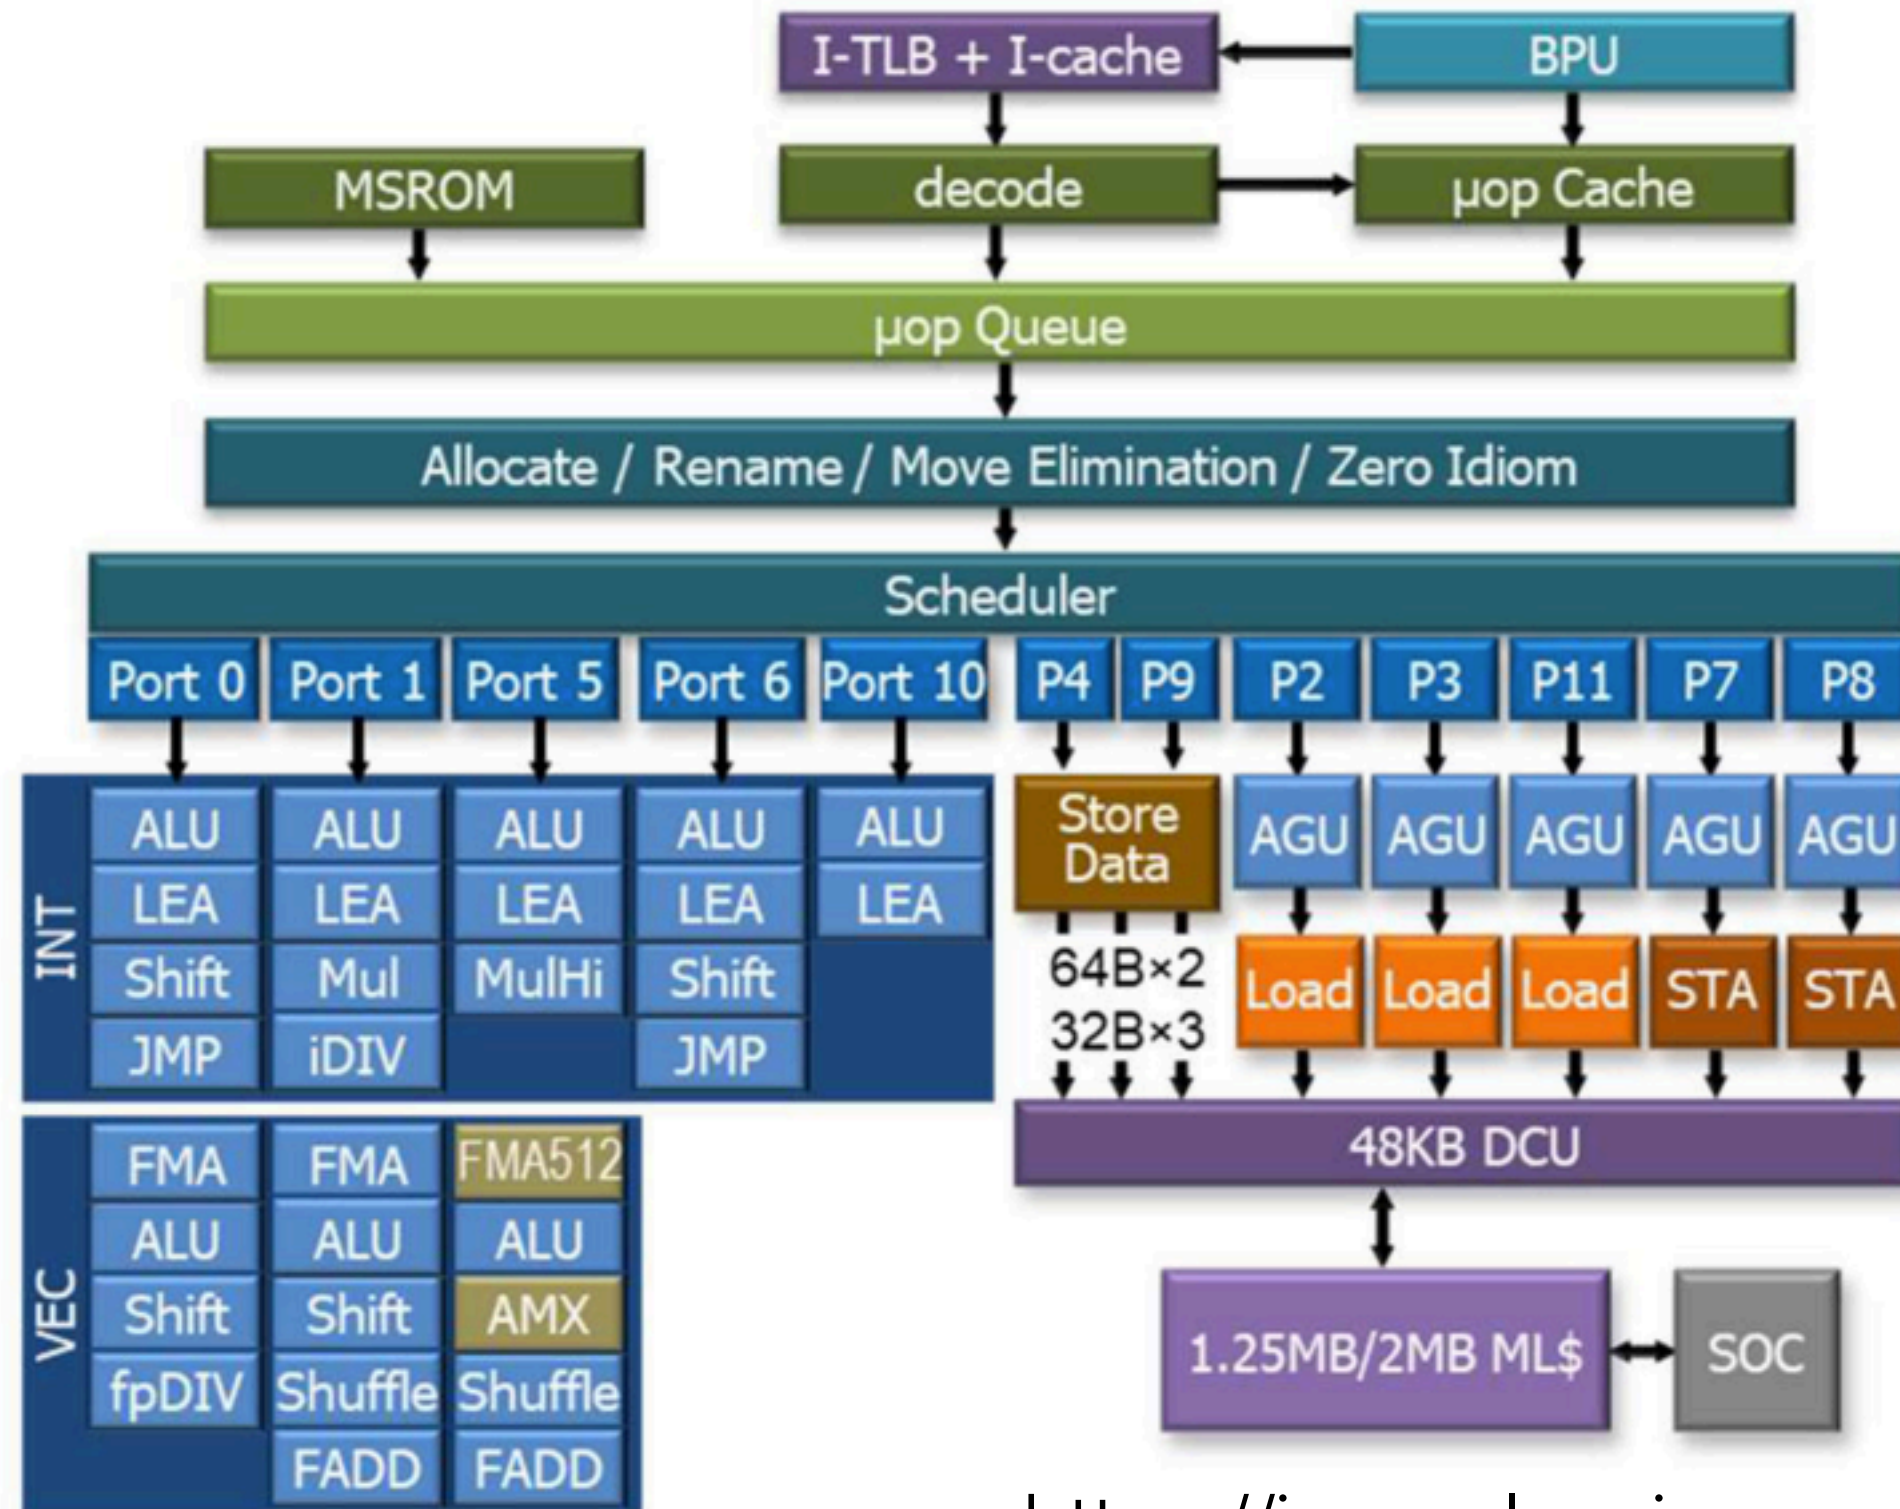 I-TLB + I-cache
BPU
MSROM
decode
µop Cache
µop Queue
Allocate / Rename / Move Elimination / Zero Idiom
Scheduler
Port 0 Port 1 Port 5 Port 6 Port 10 P4 P9 P2 P3 P11 P7 P8
INT
ALU ALU ALU ALU ALU
LEA LEA LEA LEA LEA
Shift Mul MulHi Shift
JMP iDIV JMP
Store
Data
AGU AGU AGU AGU AGU
64B×2
32B×3
Load Load Load STA STA
48KB DCU
VEC
FMA FMA FMA512
ALU ALU ALU
Shift Shift AMX
fpDIV Shuffle Shuffle
FADD FADD
1.25MB/2MB ML$
SOC